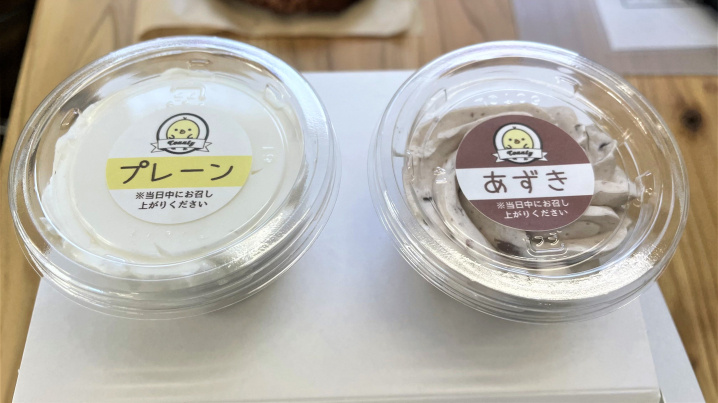 プレーン
※当日中にお召し
上がりください
あずき
※当日中にお召し
上がりください